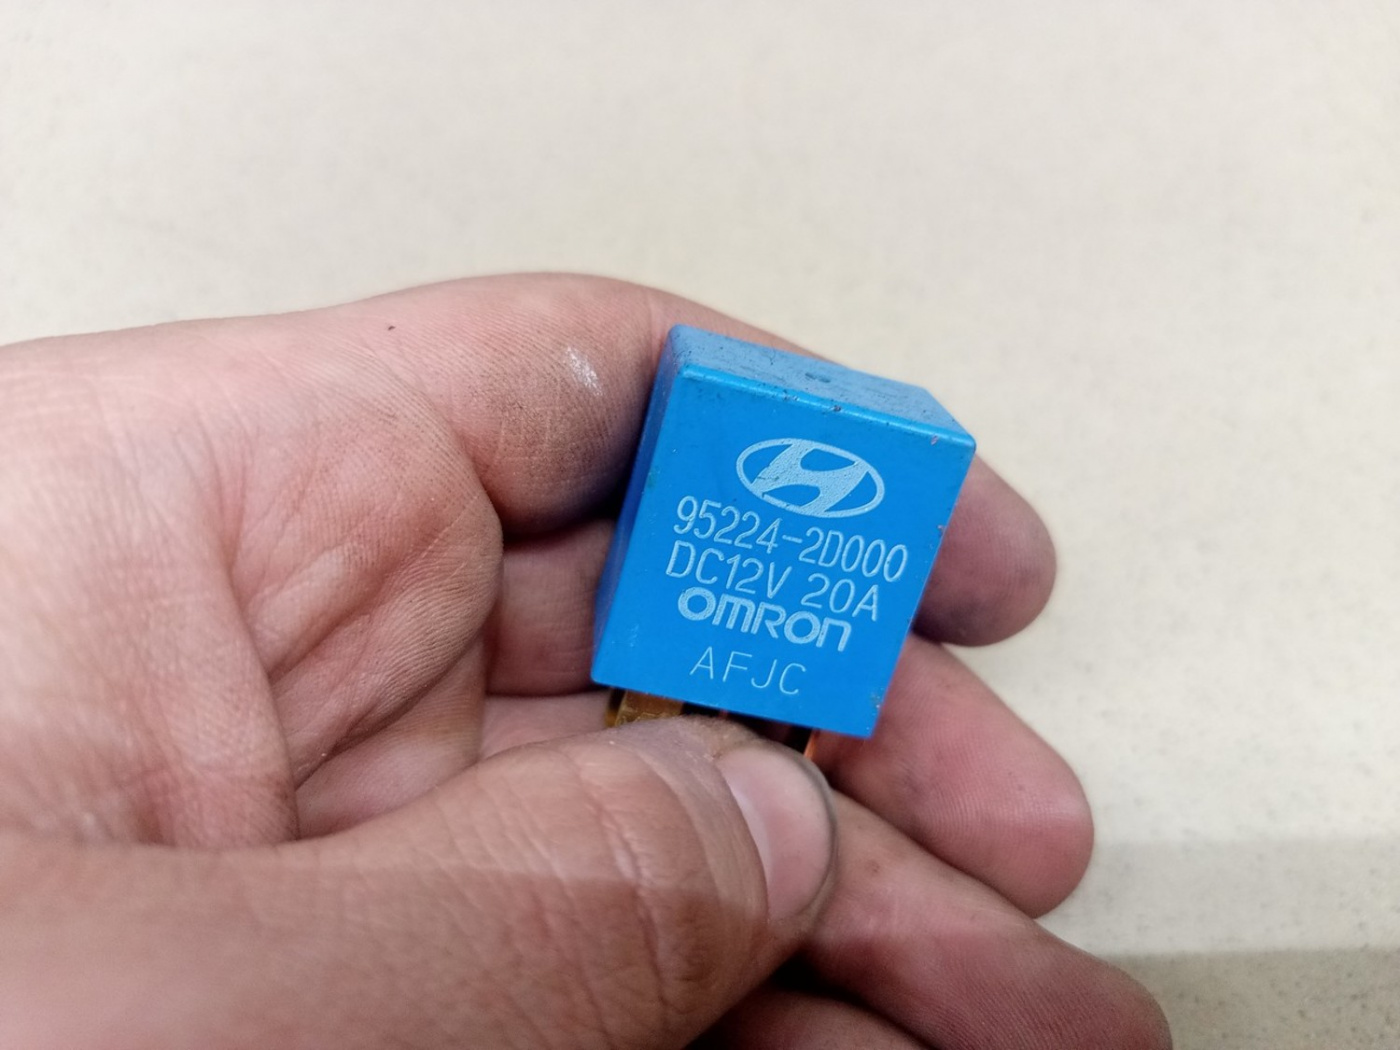 95224-2D000
DC12V 20A
OMRON
AFJC